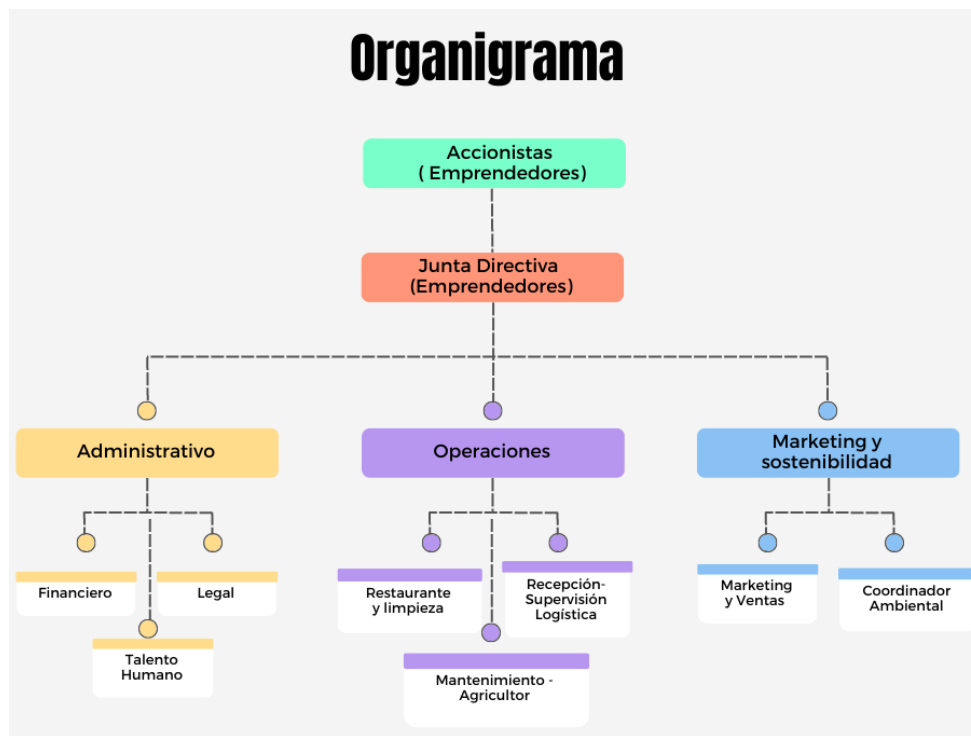 Organigrama
Accionistas
( Emprendedores)
Junta Directiva
(Emprendedores)
Administrativo
Operaciones
Marketing y
sostenibilidad
Financiero
Legal
Talento
Humano
Restaurante
y limpieza
Recepción-
Supervisión
Logística
Mantenimiento -
Agricultor
Marketing
y Ventas
Coordinador
Ambiental